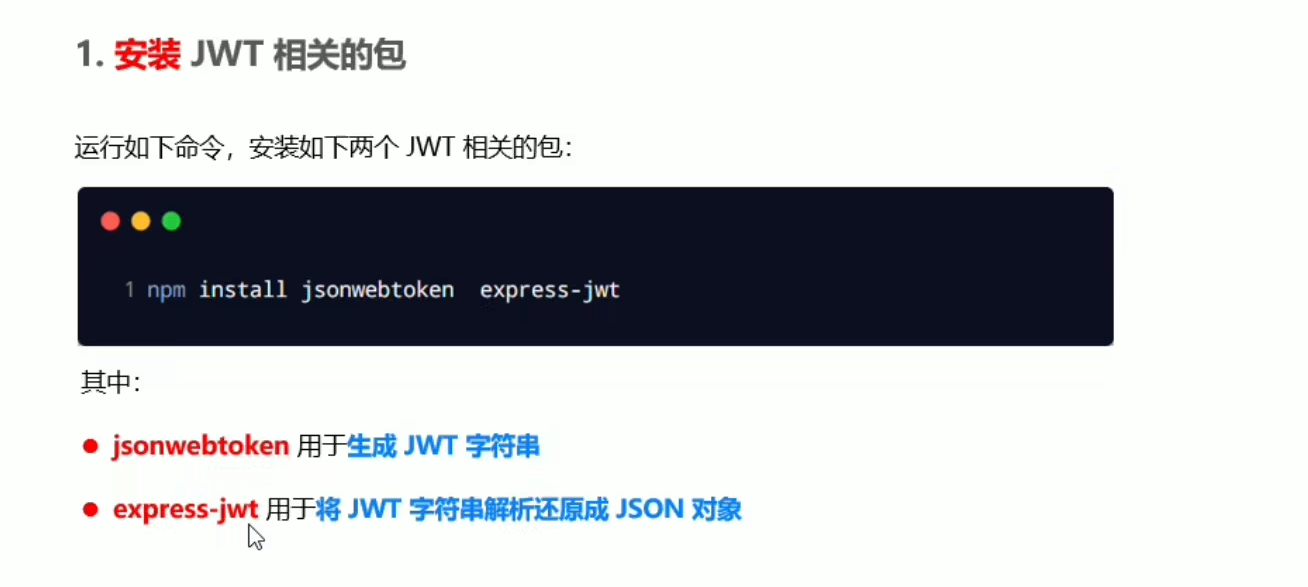 1. 安装 JWT 相关的包
运行如下命令，安装如下两个 JWT 相关的包：
1 npm install jsonwebtoken  express-jwt
其中：
● jsonwebtoken 用于生成 JWT 字符串
● express-jwt 用于将 JWT 字符串解析还原成 JSON 对象